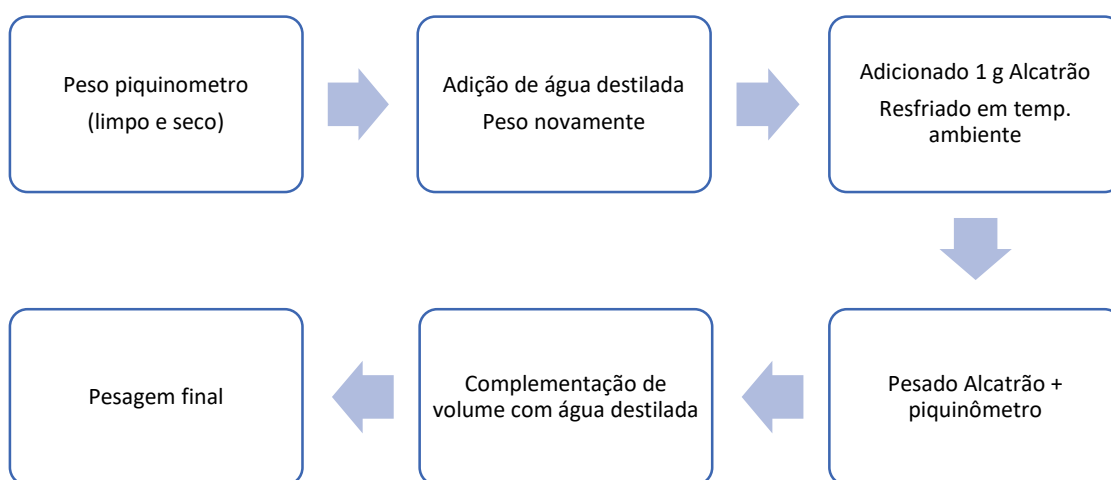 Peso piquinometro
(limpo e seco)
Adição de água destilada
Peso novamente
Adicionado 1 g Alcatrão
Resfriado em temp.
ambiente
Pesado Alcatrão +
piquinômetro
Complementação de
volume com água destilada
Pesagem final